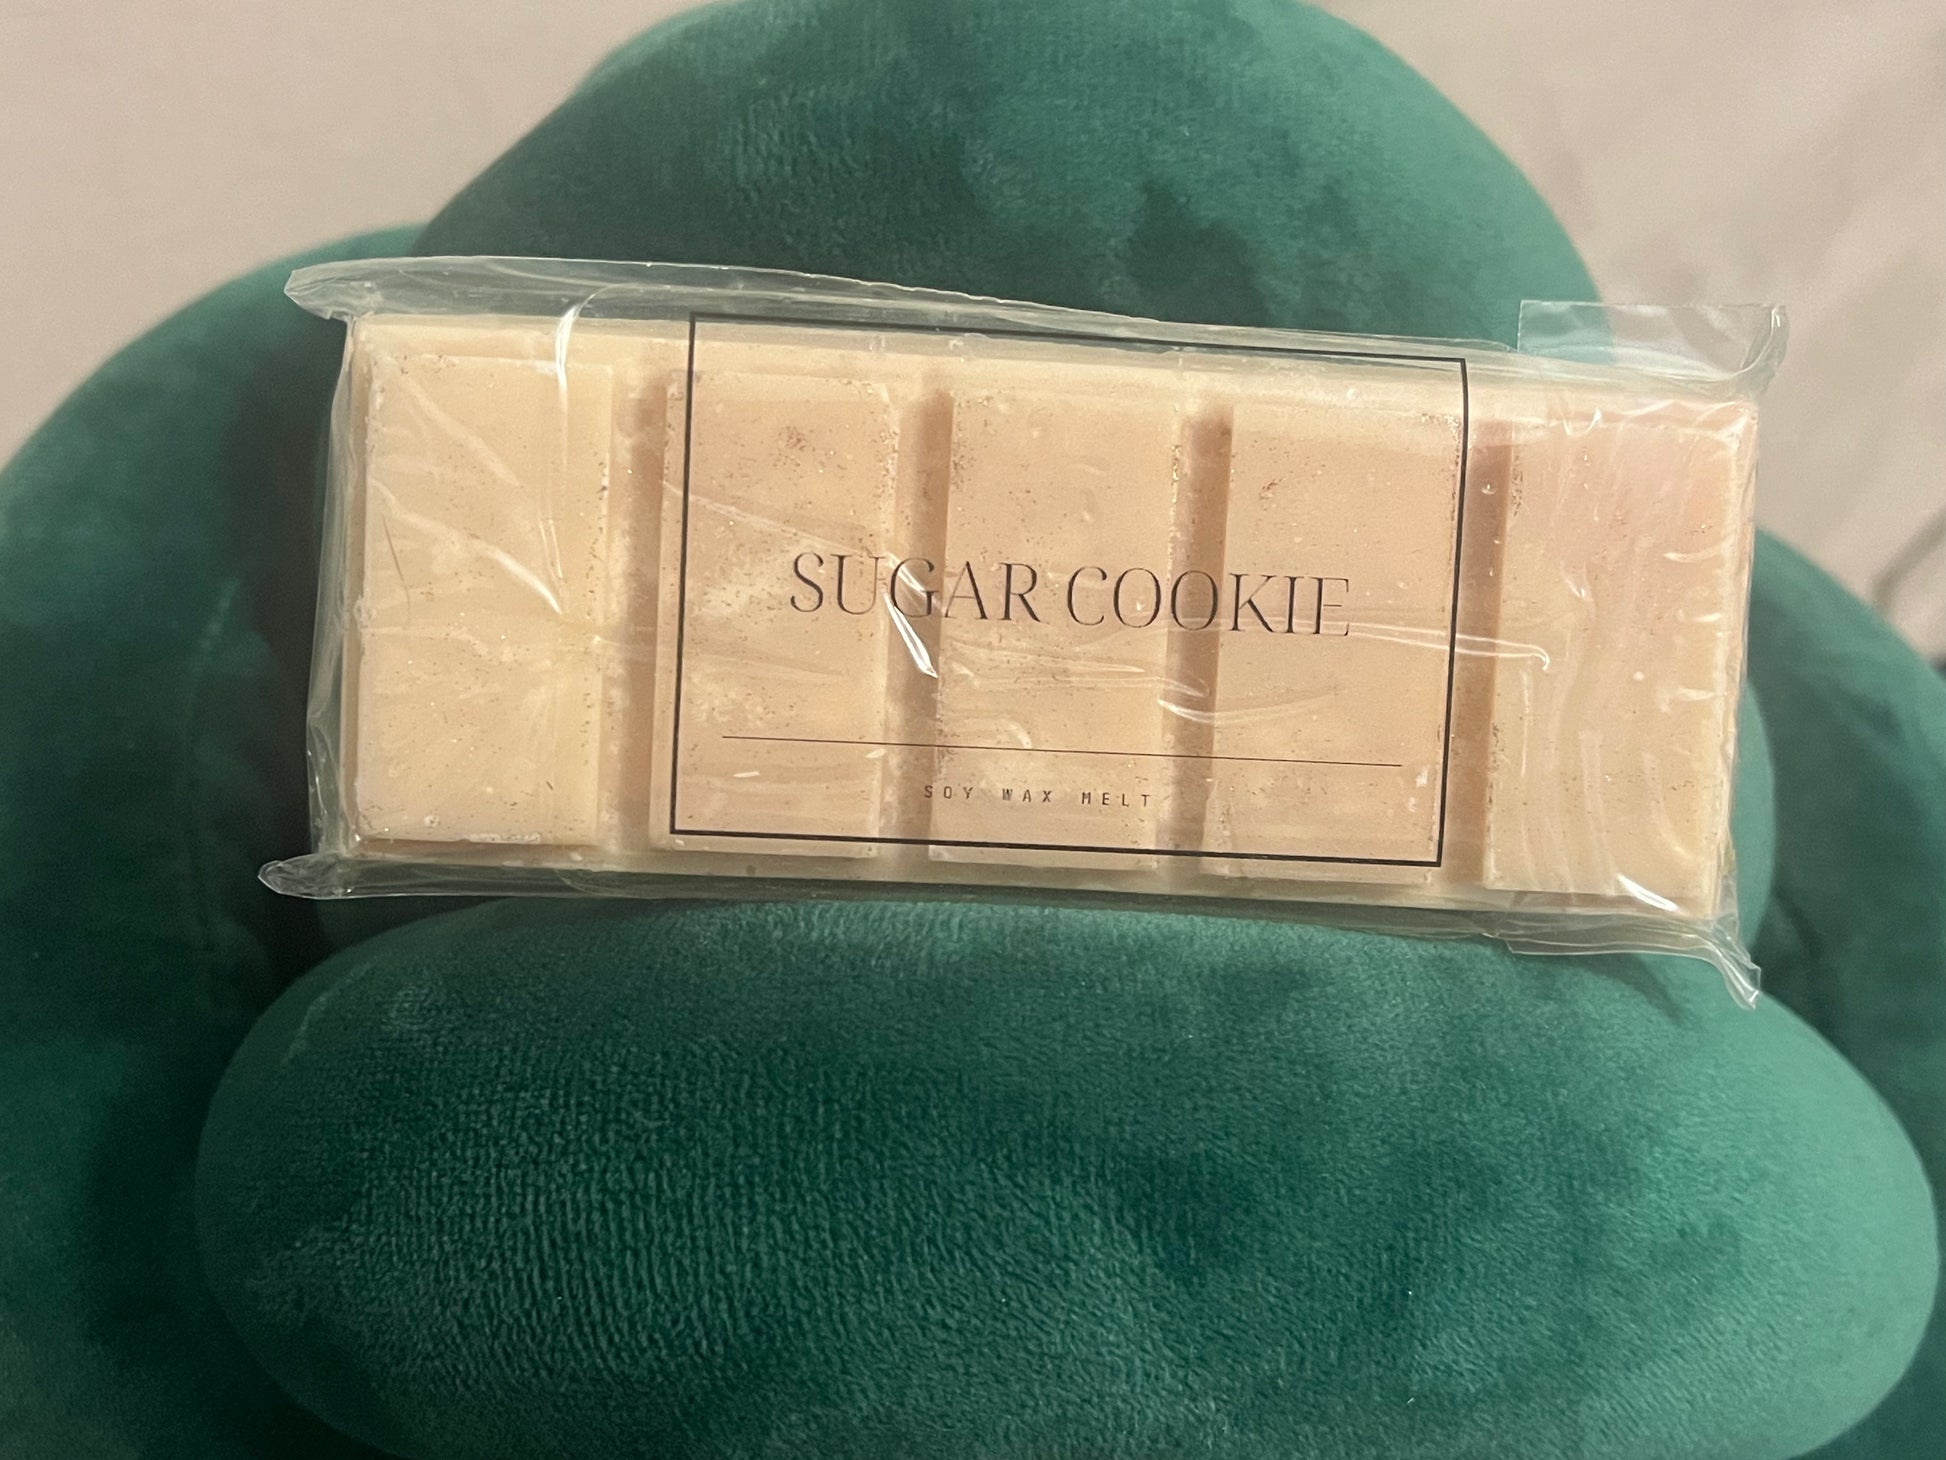 SUGAR COOKIE
SOY WAX MELT